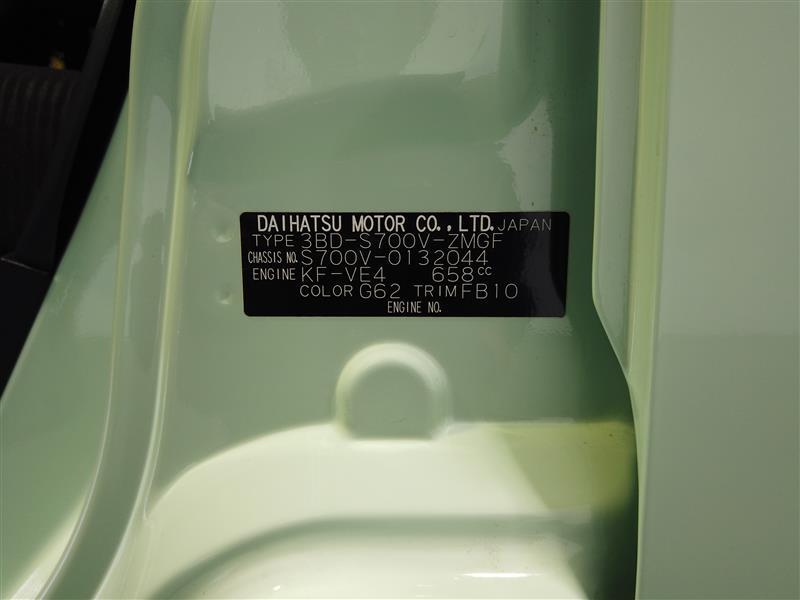 DAIHATSU MOTOR CO., LTD. JAPAN
TYPE 3BD-S700V-ZMGF
CHASSIS NO. S700V-0132044
ENGINE KF-VE4 658cc
COLOR G62 TRIM FB10
ENGINE NO.